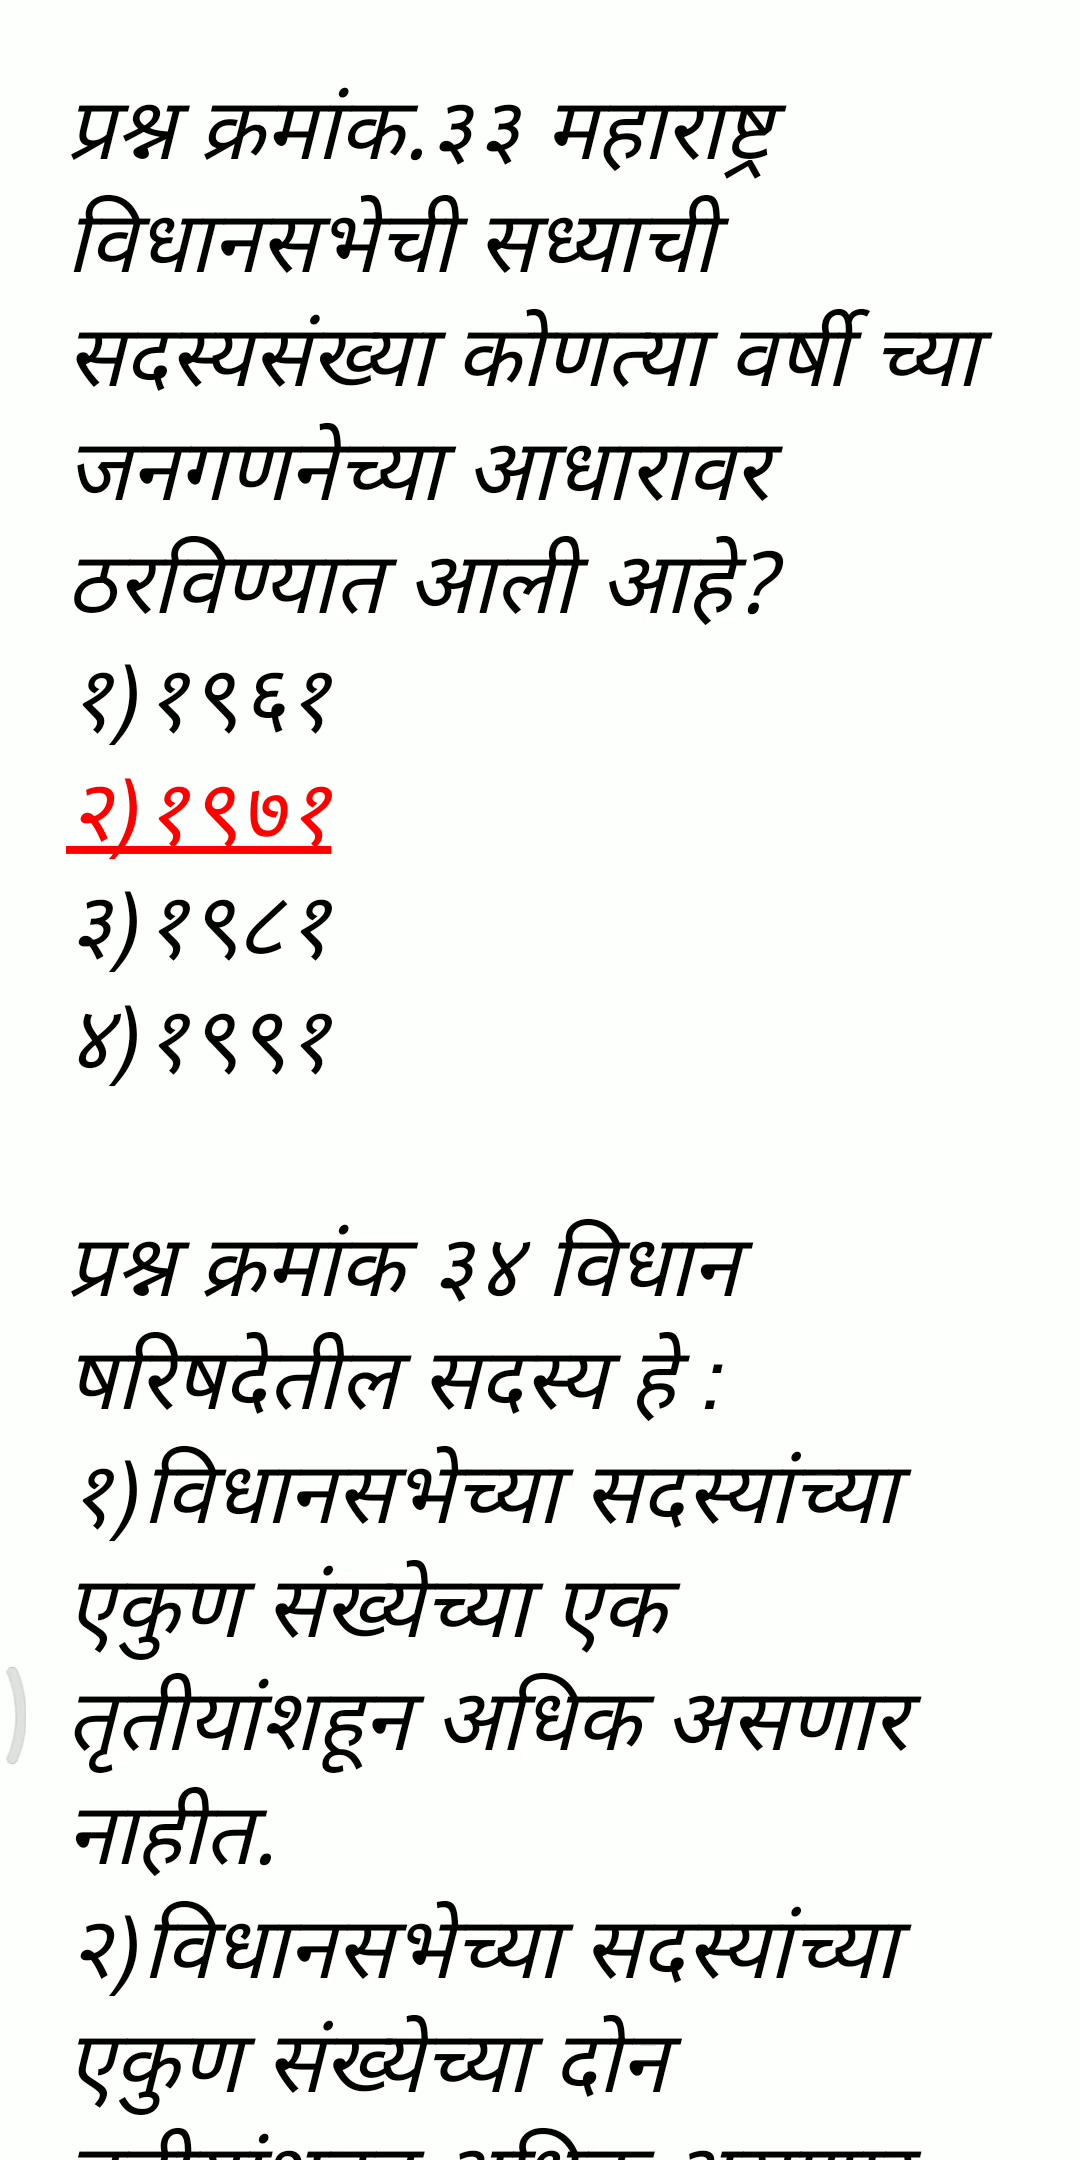 प्रश्न क्रमांक.३३ महाराष्ट्र
विधानसभेची सध्याची
सदस्यसंख्या कोणत्या वर्षी च्या
जनगणनेच्या आधारावर
ठरविण्यात आली आहे?
१)१९६१
२)१९७१
३)१९८१
४)१९९१
प्रश्न क्रमांक ३४ विधान
षरिषदेतील सदस्य हे :
१)विधानसभेच्या सदस्यांच्या
एकुण संख्येच्या एक
तृतीयांशहून अधिक असणार
नाहीत.
२)विधानसभेच्या सदस्यांच्या
एकुण संख्येच्या दोन